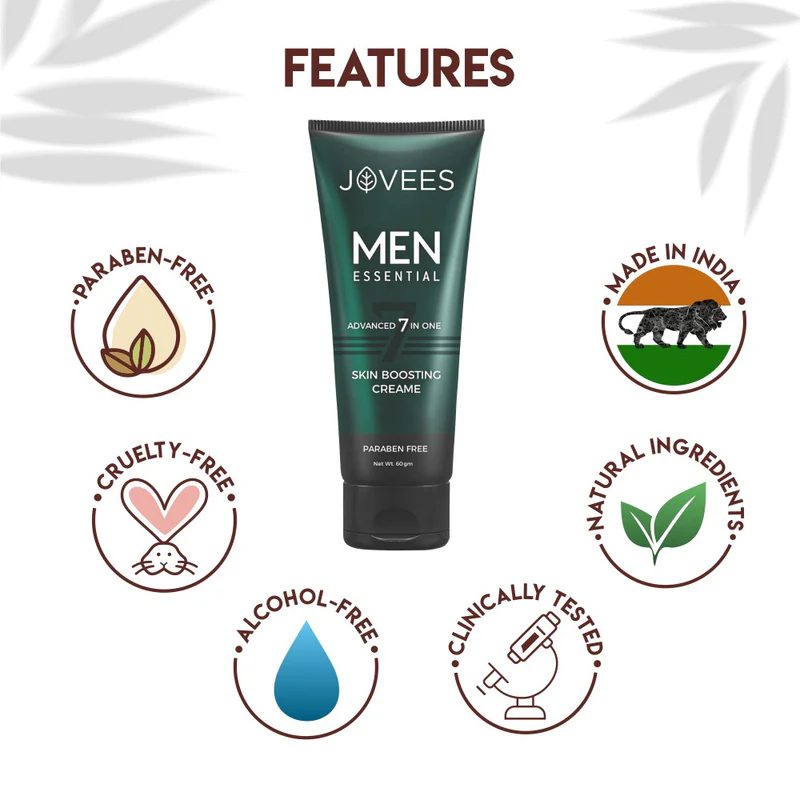 FEATURES
JOVEES
MEN
ESSENTIAL
ADVANCED 7 IN ONE
7
SKIN BOOSTING
CREAME
PARABEN FREE
Net Wt. 60gm
•PARABEN-FREE•
•MADE IN INDIA•
•CRUELTY-FREE•
•NATURAL INGREDIENTS•
•ALCOHOL-FREE•
•CLINICALLY TESTED•